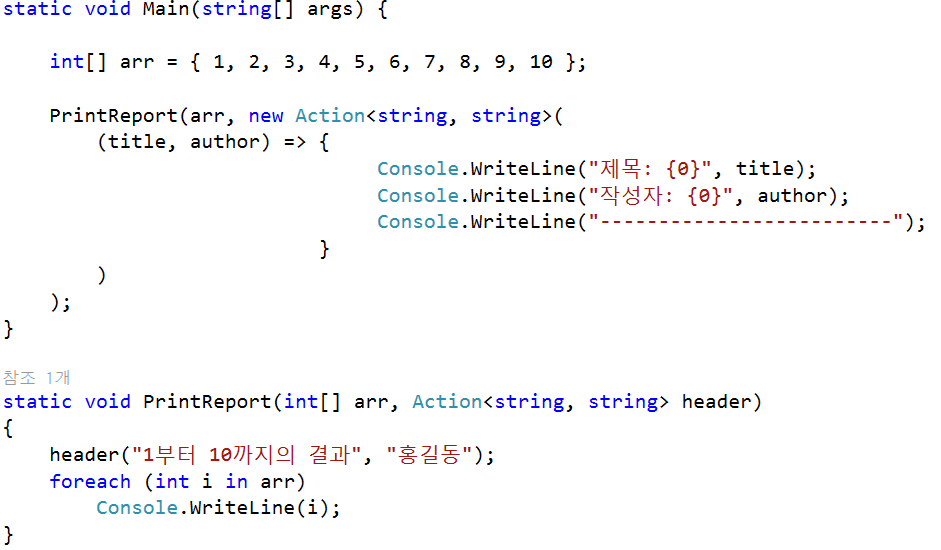 static void Main(string[] args) {
int[] arr = { 1, 2, 3, 4, 5, 6, 7, 8, 9, 10 };
PrintReport(arr, new Action<string, string>(
(title, author) => {
Console.WriteLine("제목: {0}", title);
Console.WriteLine("작성자: {0}", author);
Console.WriteLine("-------------------------");
}
)
);
}
참조 1개
static void PrintReport(int[] arr, Action<string, string> header)
{
header("1부터 10까지의 결과", "홍길동");
foreach (int i in arr)
Console.WriteLine(i);
}